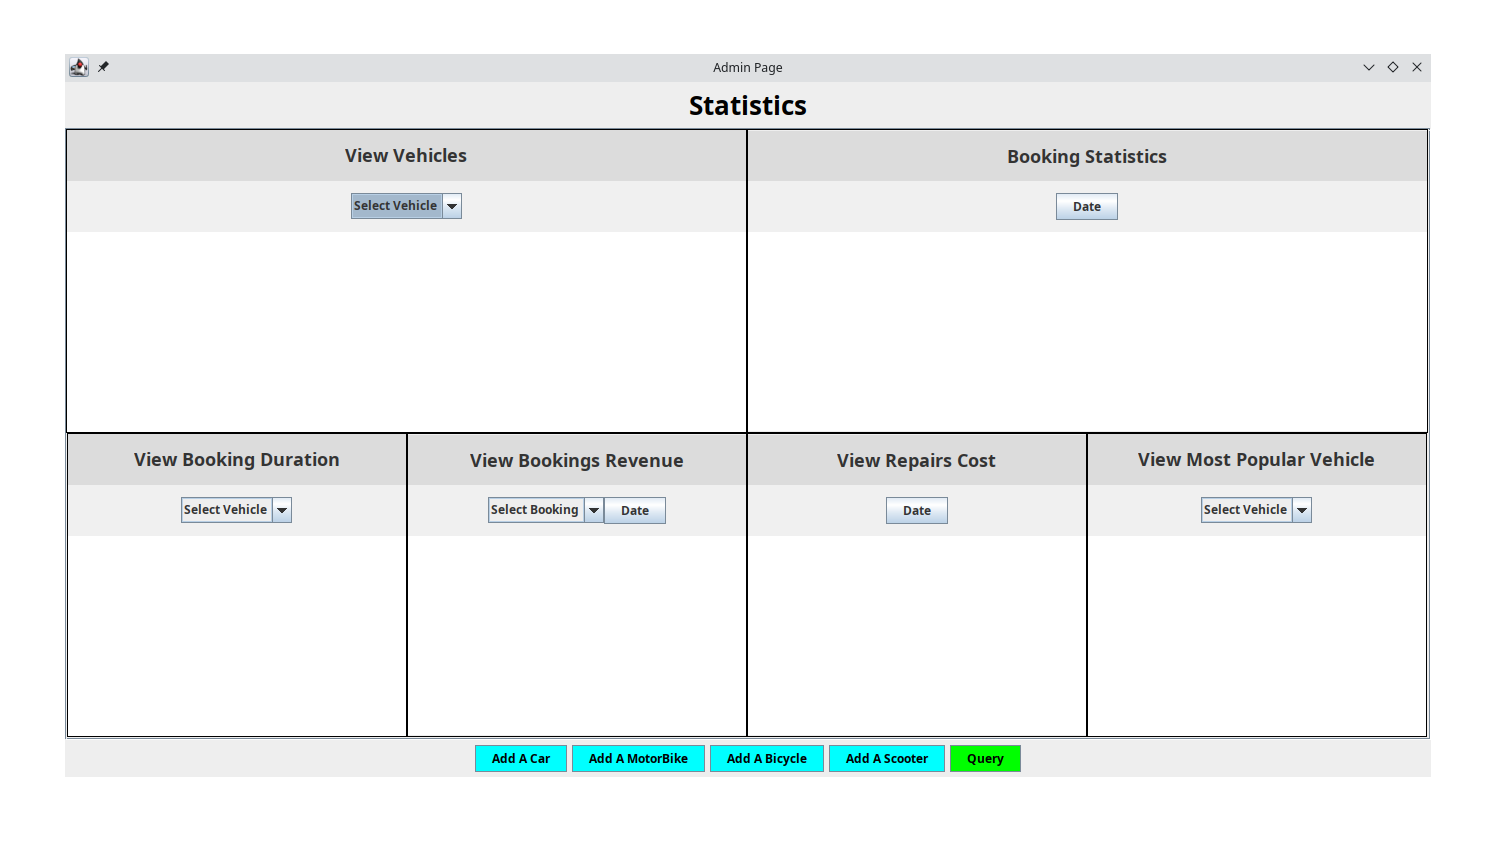 Admin Page
Statistics
View Vehicles
Booking Statistics
Select Vehicle
Date
View Booking Duration
View Bookings Revenue
View Repairs Cost
View Most Popular Vehicle
Select Vehicle
Select Booking
Date
Date
Select Vehicle
Add A Car
Add A MotorBike
Add A Bicycle
Add A Scooter
Query